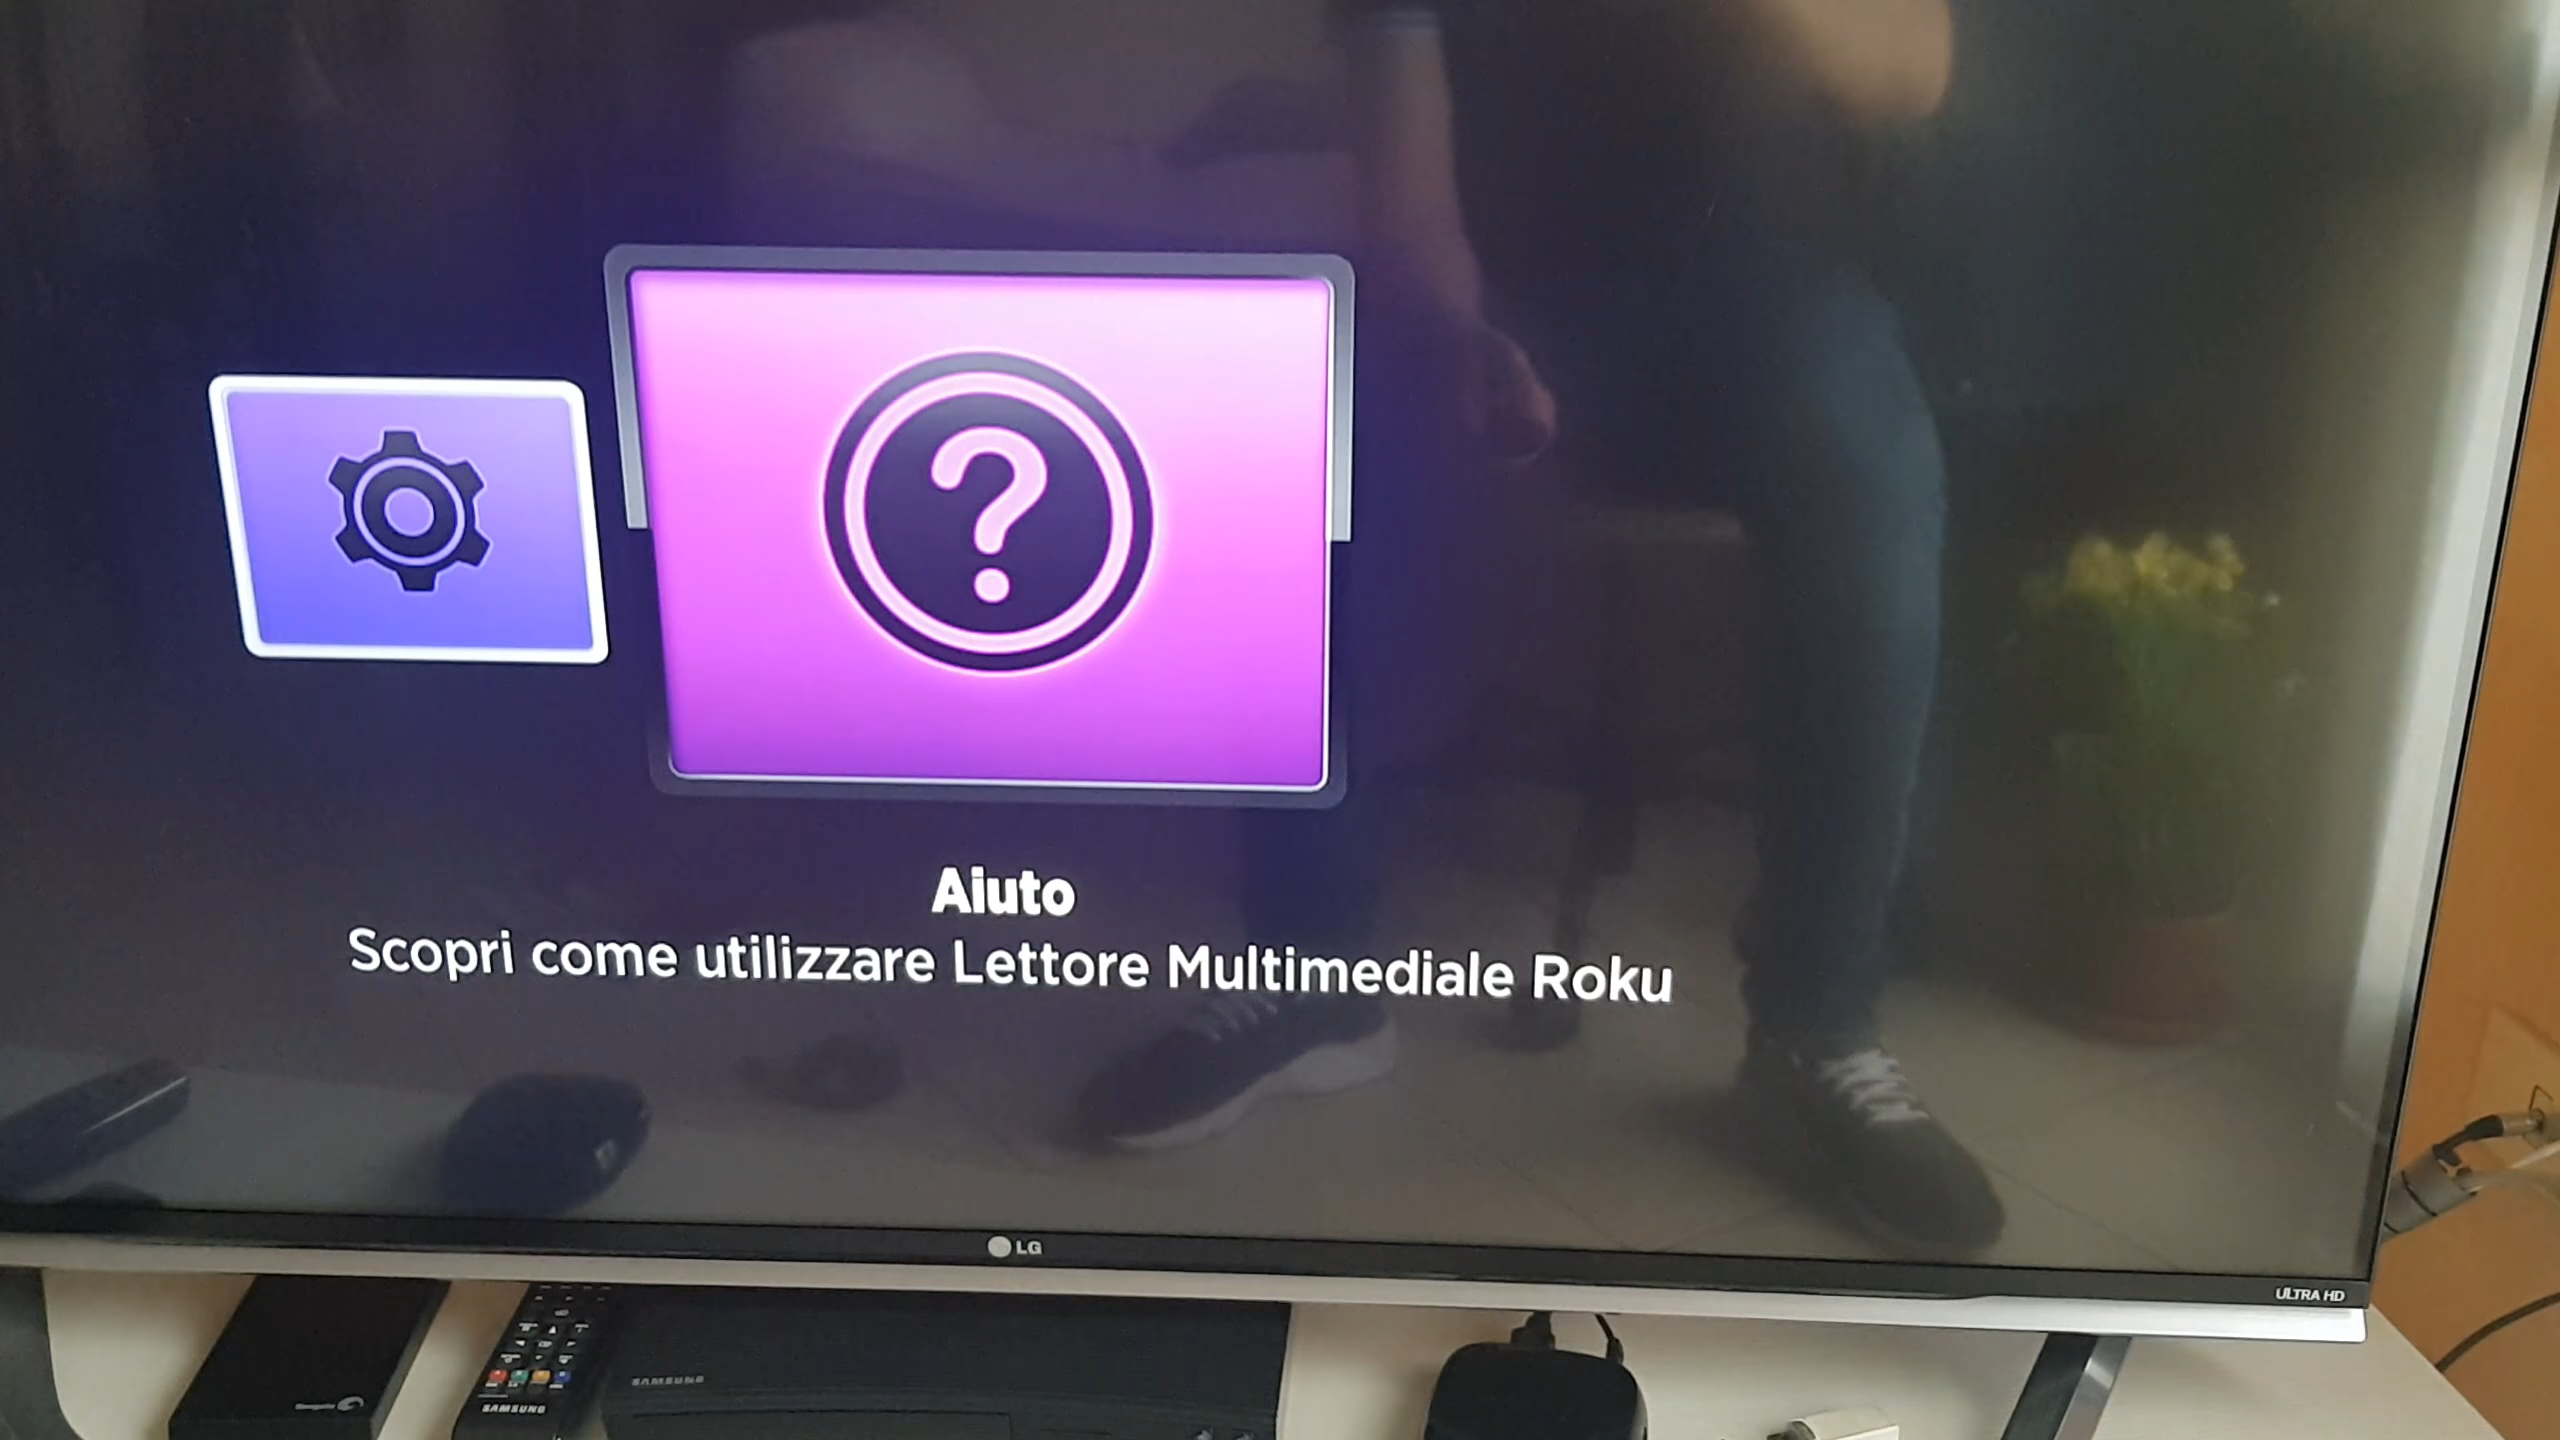 Aiuto
Scopri come utilizzare Lettore Multimediale Roku
LG
ULTRA HD
SAMSUNG
SAMSUNG